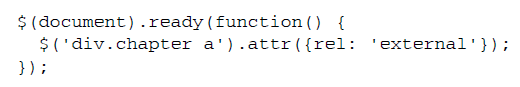 $(document).ready(function() {
  $('div.chapter a').attr({rel: 'external'});
});